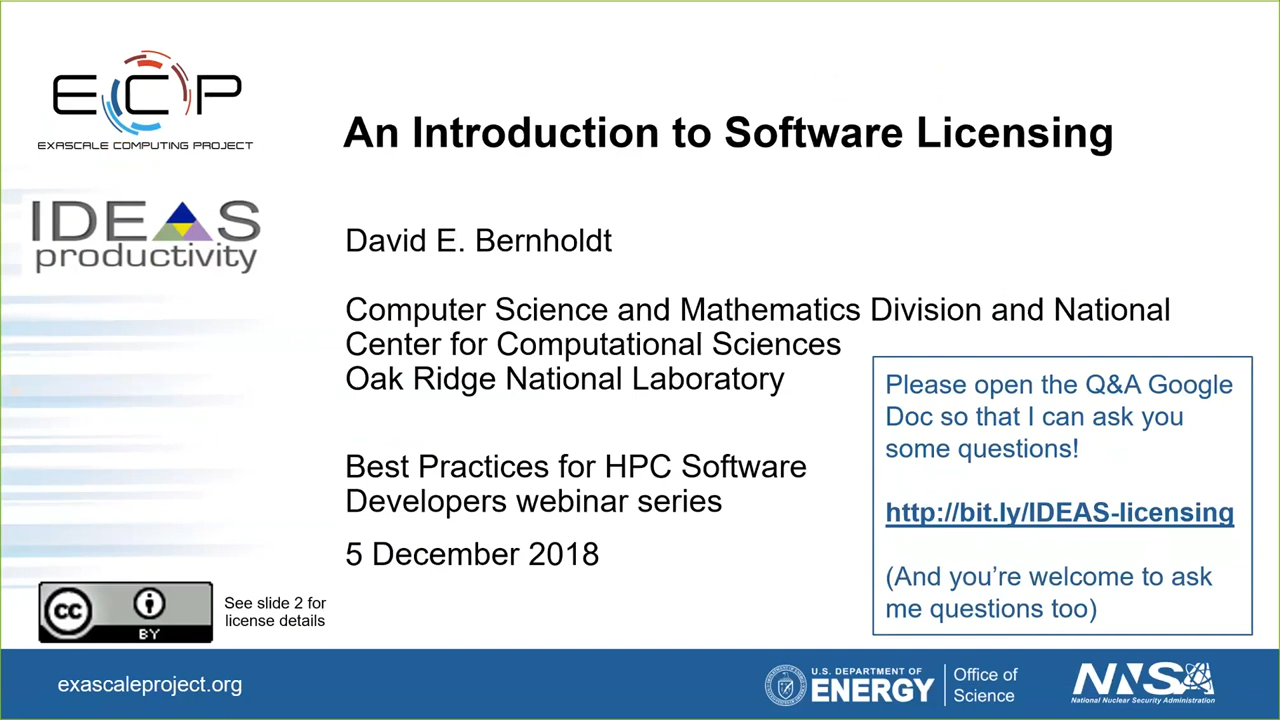 ECP
EXASCALE COMPUTING PROJECT
An Introduction to Software Licensing
IDEAS
productivity
David E. Bernholdt
Computer Science and Mathematics Division and National
Center for Computational Sciences
Oak Ridge National Laboratory
Please open the Q&A Google
Doc so that I can ask you
some questions!
http://bit.ly/IDEAS-licensing
(And you’re welcome to ask
me questions too)
Best Practices for HPC Software
Developers webinar series
5 December 2018
CC
BY
See slide 2 for
license details
exascaleproject.org
U.S. DEPARTMENT OF
ENERGY
Office of
Science
NNSA
National Nuclear Security Administration